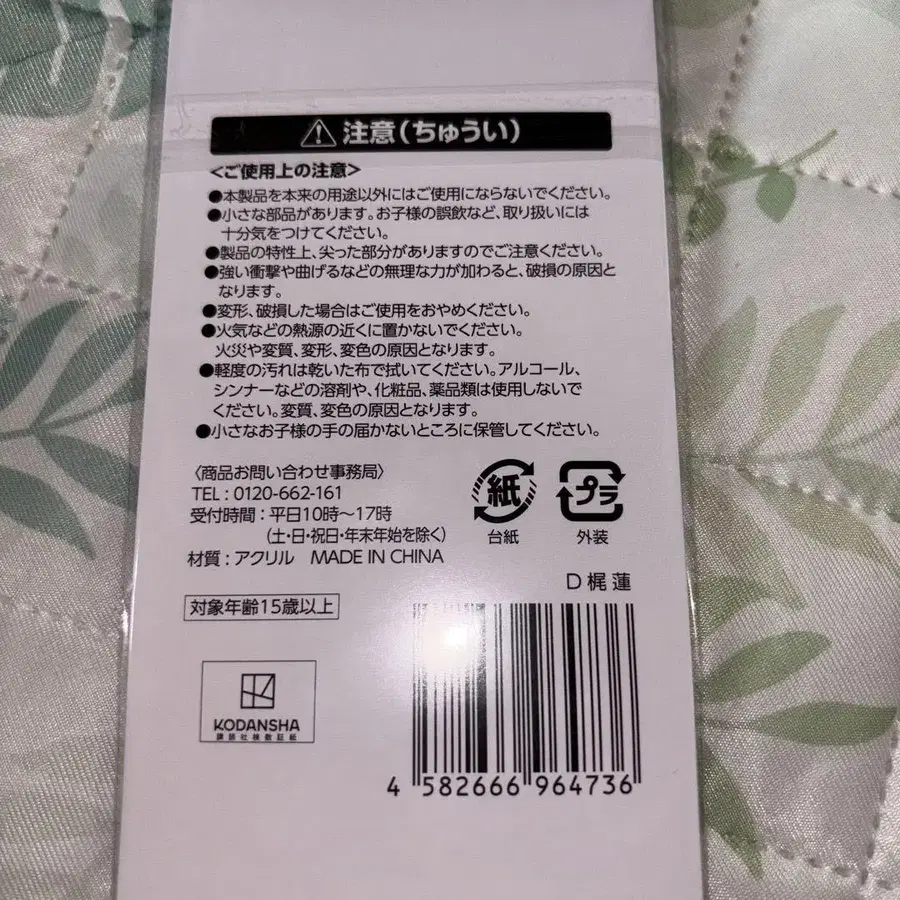 注意(ちゅうい)
<ご使用上の注意>
●本製品を本来の用途以外にはご使用にならないでください。
●小さな部品があります。お子様の誤飲など、取り扱いには
十分気をつけてください。
●製品の特性上、尖った部分がありますのでご注意ください。
●強い衝撃や曲げるなどの無理な力が加わると、破損の原因と
なります。
●変形、破損した場合はご使用をおやめください。
●火気などの熱源の近くに置かないでください。
火災や変質、変形、変色の原因となります。
●軽度の汚れは乾いた布で拭いてください。アルコール、
シンナーなどの溶剤や、化粧品、薬品類は使用しないで
ください。変質、変色の原因となります。
●小さなお子様の手の届かないところに保管してください。
〈商品お問い合わせ事務局〉
TEL : 0120-662-161
受付時間 : 平日10時～17時
(土・日・祝日・年末年始を除く)
材質 : アクリル MADE IN CHINA
紙
台紙
プラ
外装
D 梶 蓮
対象年齢15歳以上
KODANSHA
講談社検数証紙
4 582666 964736